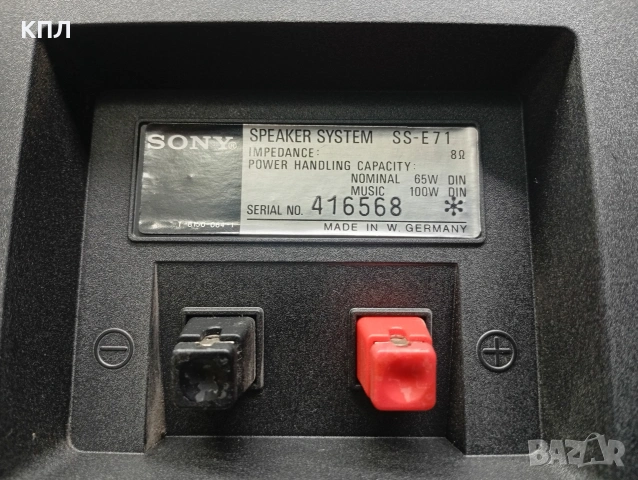 КПЛ
SONY®
SPEAKER SYSTEM SS-E71
IMPEDANCE: 8Ω
POWER HANDLING CAPACITY:
NOMINAL 65W DIN
MUSIC 100W DIN
SERIAL NO. 416568 *
MADE IN W. GERMANY
⊖ ⊕
BAZAR